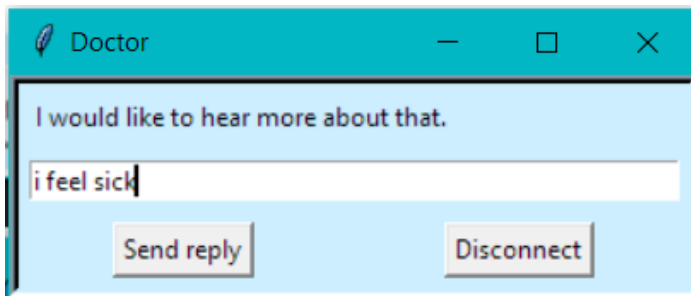 Doctor
I would like to hear more about that.
i feel sick
Send reply Disconnect